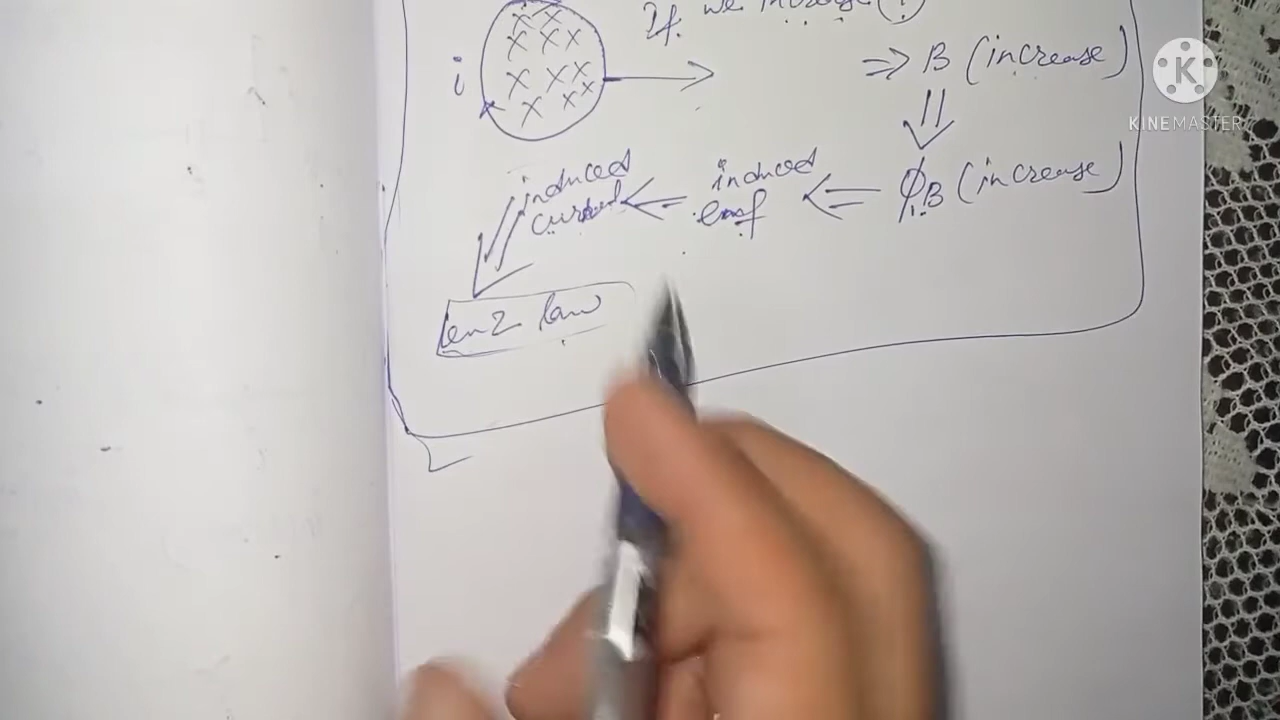 If. we increase (i)
i
⇒ B (increase)
ϕB (increase)
induced emf
induced current
lenz law
K
KINEMASTER